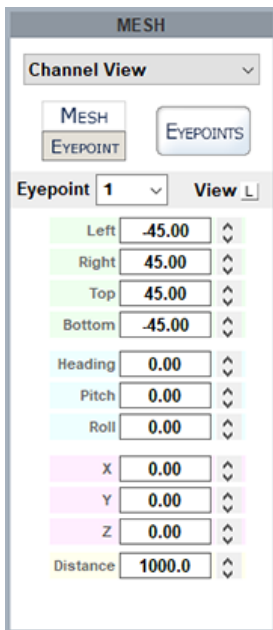 MESH
Channel View
MESH
EYEPOINT
EYEPOINTS
Eyepoint 1 View L
Left -45.00
Right 45.00
Top 45.00
Bottom -45.00
Heading 0.00
Pitch 0.00
Roll 0.00
X 0.00
Y 0.00
Z 0.00
Distance 1000.0